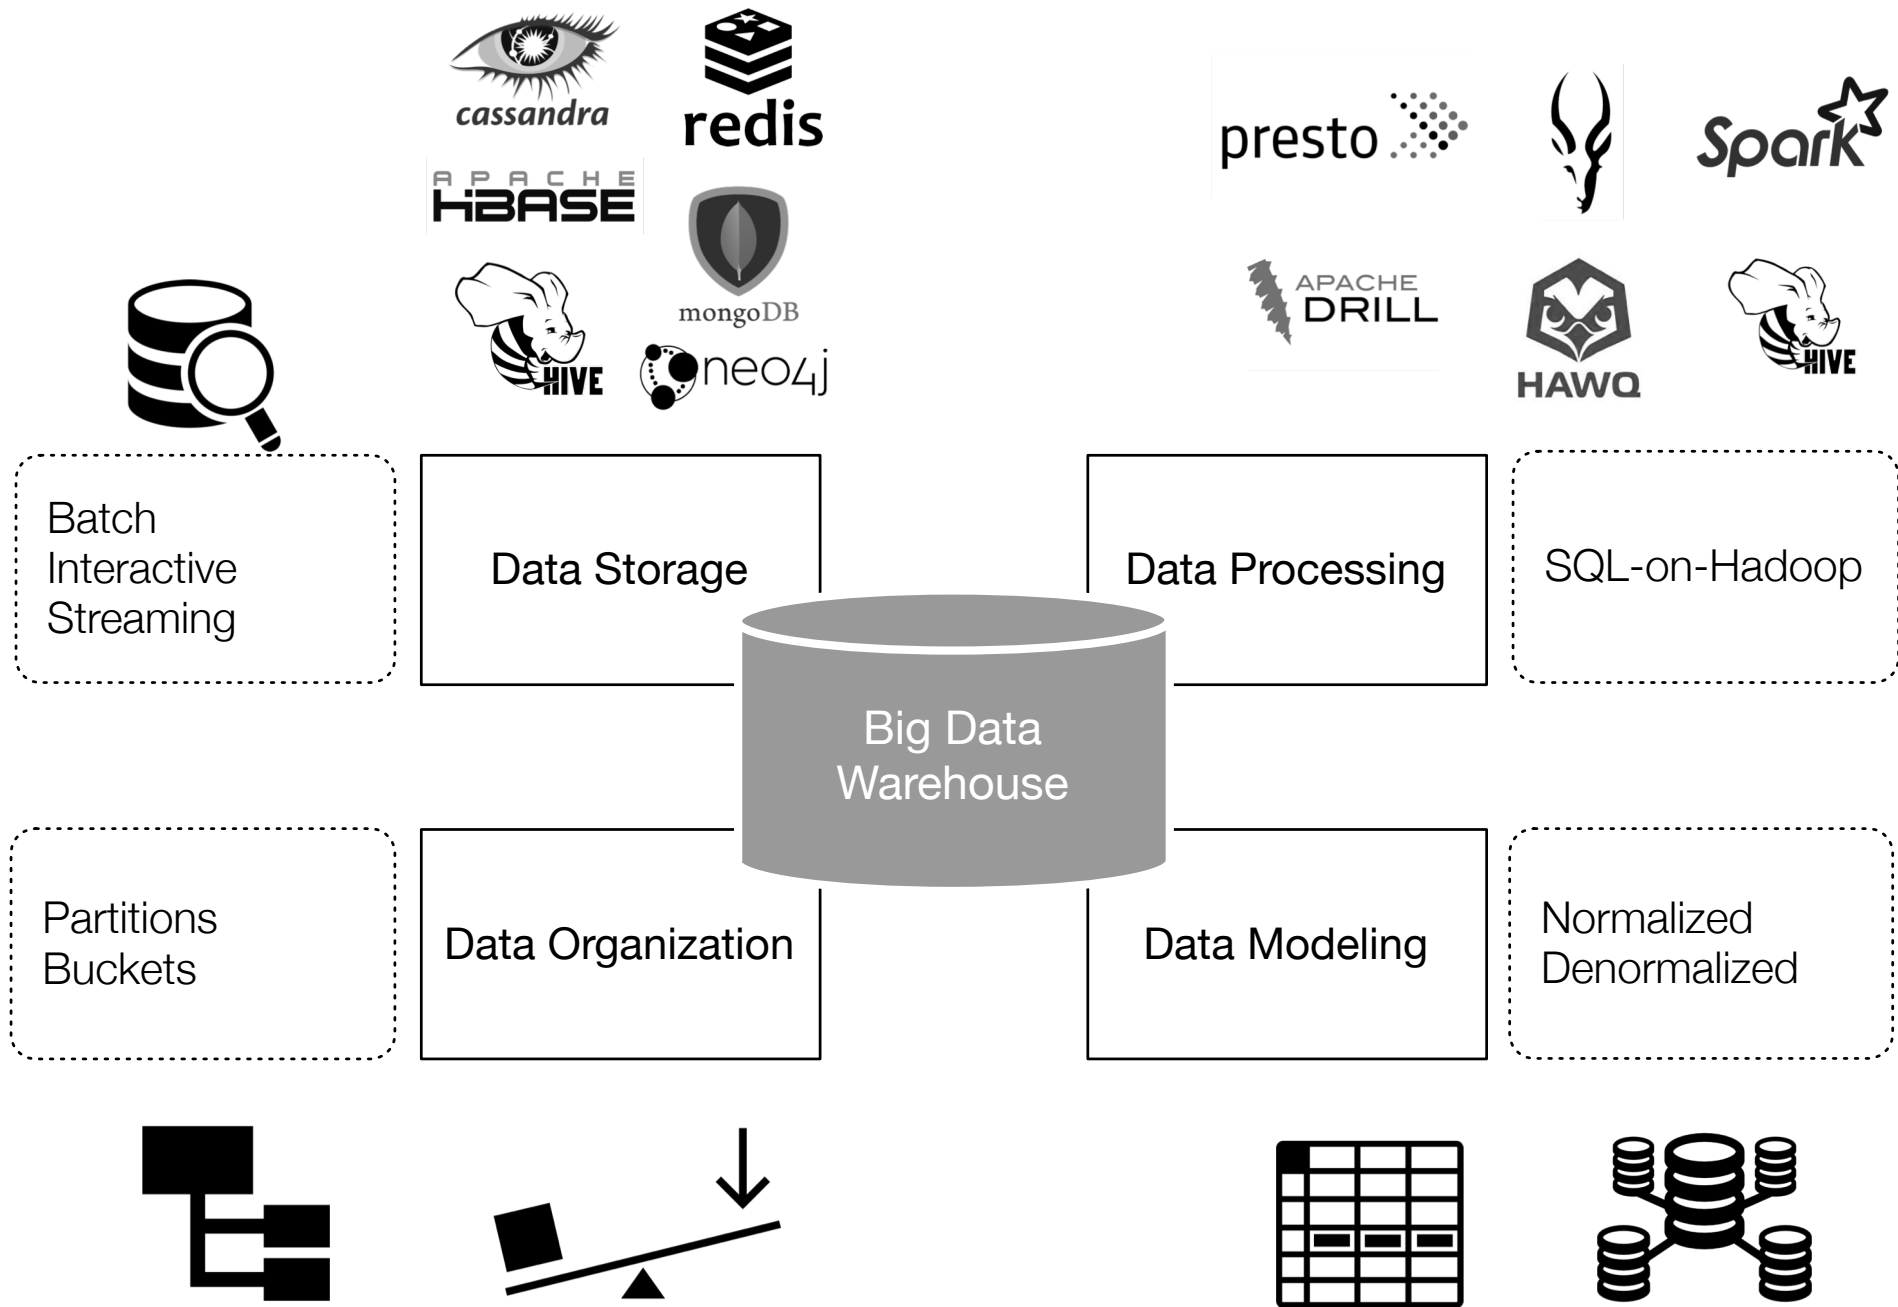 cassandra
redis
presto
Spark
APACHE
HBASE
mongoDB
APACHE
DRILL
HIVE
neo4j
HAWQ
HIVE
Batch
Interactive
Streaming
Data Storage
Data Processing
SQL-on-Hadoop
Big Data
Warehouse
Partitions
Buckets
Data Organization
Data Modeling
Normalized
Denormalized